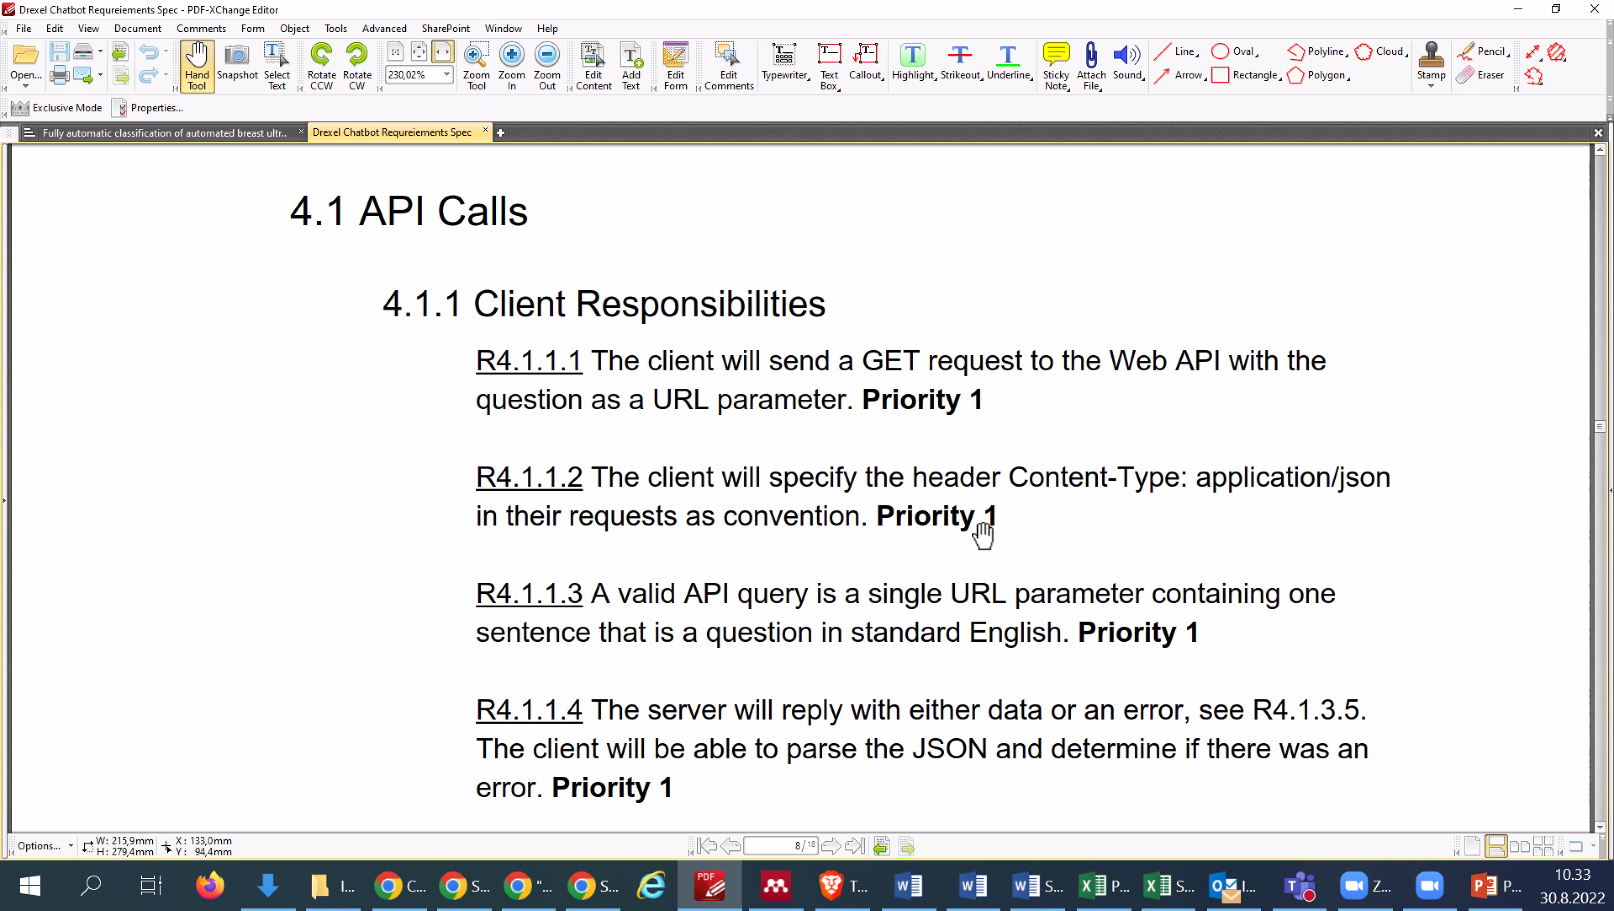 Drexel Chatbot Requreiements Spec - PDF-XChange Editor
File Edit View Document Comments Form Object Tools Advanced SharePoint Window Help
Open... Hand Tool Snapshot Select Text Rotate CCW Rotate CW 230,02% Zoom Tool Zoom In Zoom Out Edit Content Add Text Edit Form Edit Comments Typewriter Text Box Callout Highlight Strikeout Underline Sticky Note Attach File Sound Line Arrow Oval Rectangle Polyline Polygon Cloud Stamp Pencil Eraser
Exclusive Mode Properties...
Fully automatic classification of automated breast ultr.. Drexel Chatbot Requreiements Spec
4.1 API Calls
4.1.1 Client Responsibilities
R4.1.1.1 The client will send a GET request to the Web API with the
question as a URL parameter. Priority 1
R4.1.1.2 The client will specify the header Content-Type: application/json
in their requests as convention. Priority 1
R4.1.1.3 A valid API query is a single URL parameter containing one
sentence that is a question in standard English. Priority 1
R4.1.1.4 The server will reply with either data or an error, see R4.1.3.5.
The client will be able to parse the JSON and determine if there was an
error. Priority 1
Options... W: 215,9mm X: 133,0mm
H: 279,4mm Y: 94,4mm
8/18
I... C... S... "... S... PDF T... S... P... S... I... Z... P... 10.33
30.8.2022